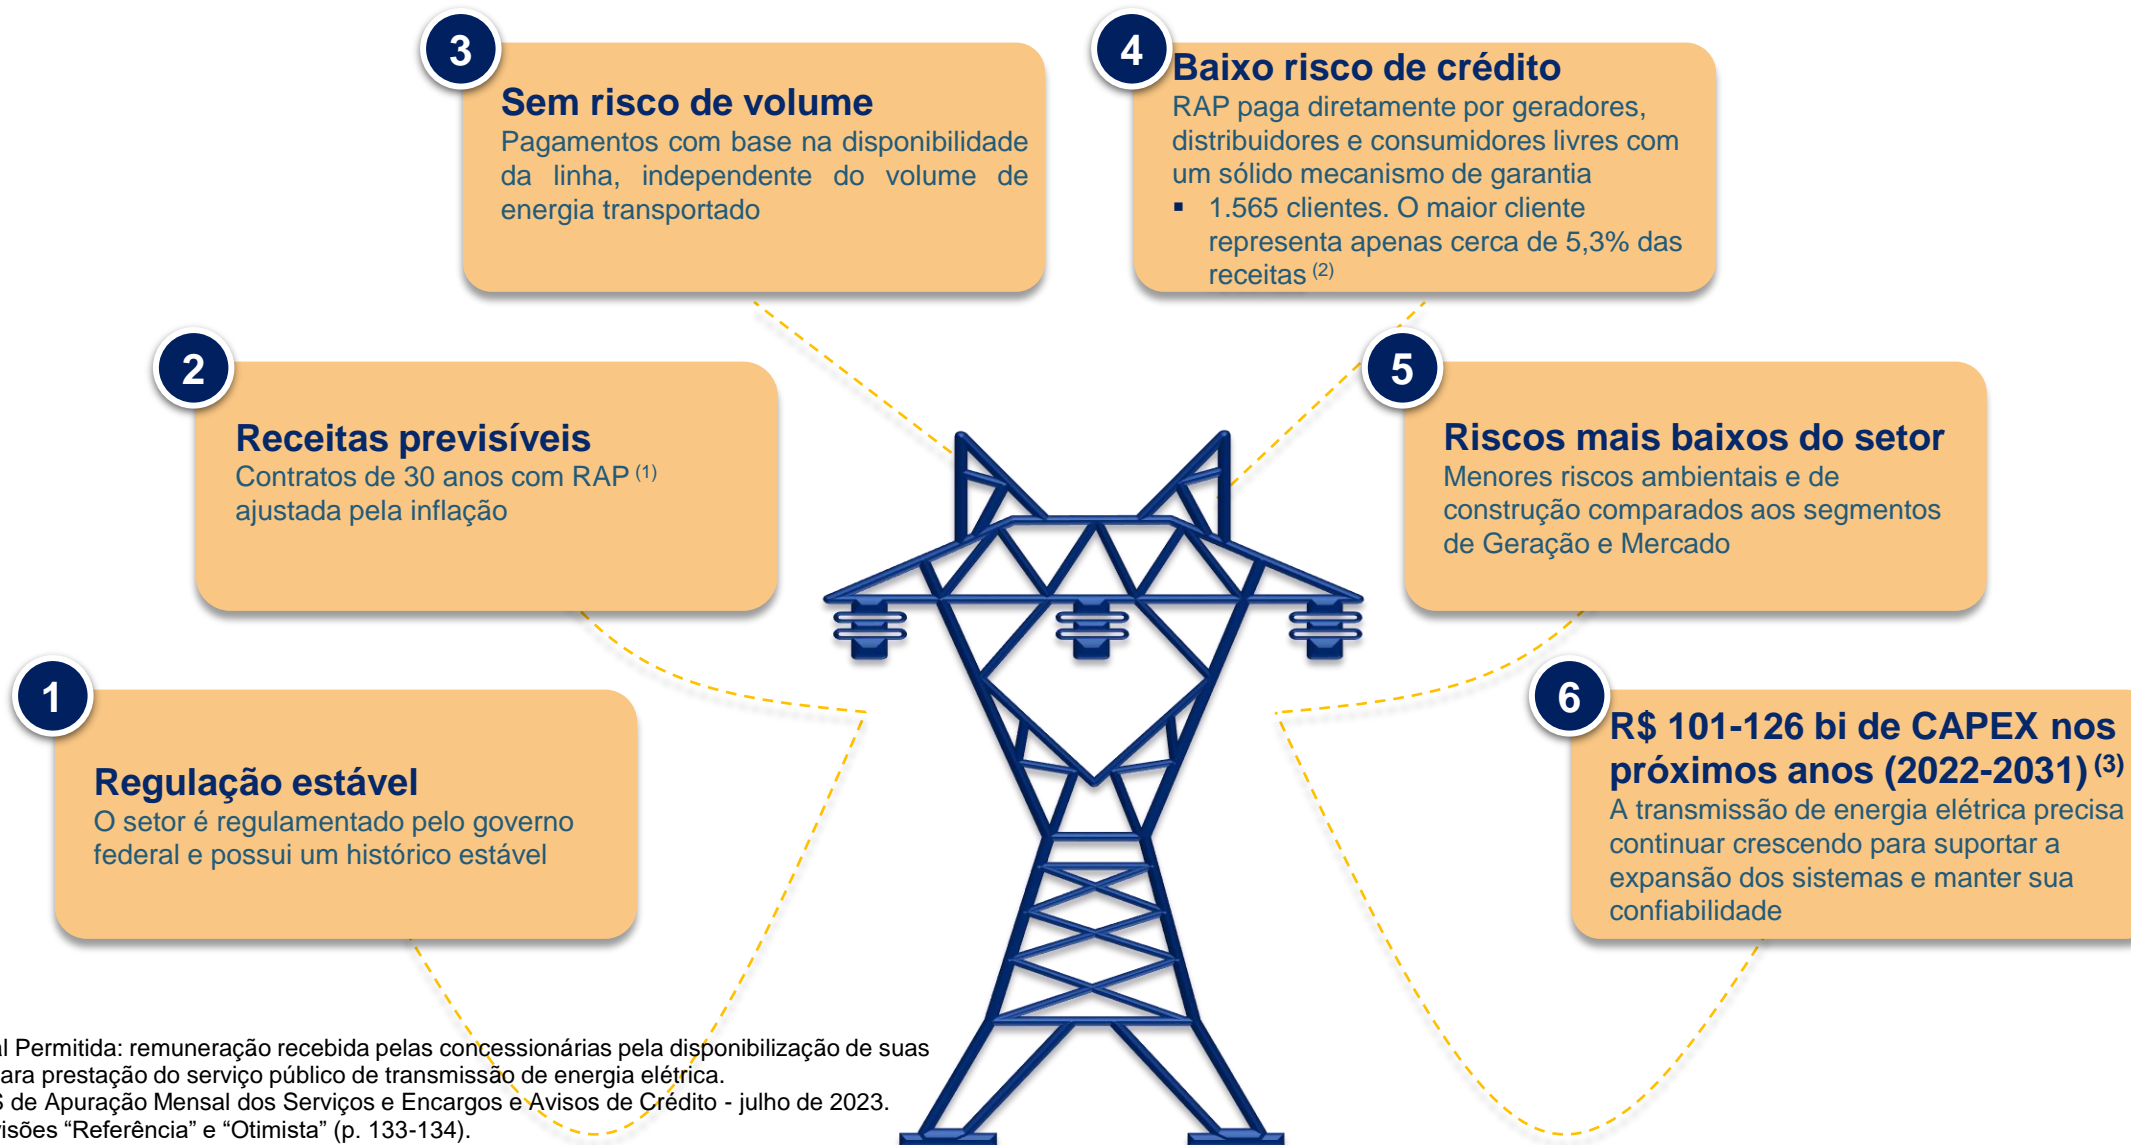 3
Sem risco de volume
Pagamentos com base na disponibilidade
da linha, independente do volume de
energia transportado
4
Baixo risco de crédito
RAP paga diretamente por geradores,
distribuidores e consumidores livres com
um sólido mecanismo de garantia
▪ 1.565 clientes. O maior cliente
representa apenas cerca de 5,3% das
receitas (2)
2
Receitas previsíveis
Contratos de 30 anos com RAP (1)
ajustada pela inflação
5
Riscos mais baixos do setor
Menores riscos ambientais e de
construção comparados aos segmentos
de Geração e Mercado
1
Regulação estável
O setor é regulamentado pelo governo
federal e possui um histórico estável
6
R$ 101-126 bi de CAPEX nos
próximos anos (2022-2031) (3)
A transmissão de energia elétrica precisa
continuar crescendo para suportar a
expansão dos sistemas e manter sua
confiabilidade
Permitida: remuneração recebida pelas concessionárias pela disponibilização de suas
para prestação do serviço público de transmissão de energia elétrica.
de Apuração Mensal dos Serviços e Encargos e Avisos de Crédito - julho de 2023.
“Referência” e “Otimista” (p. 133-134).